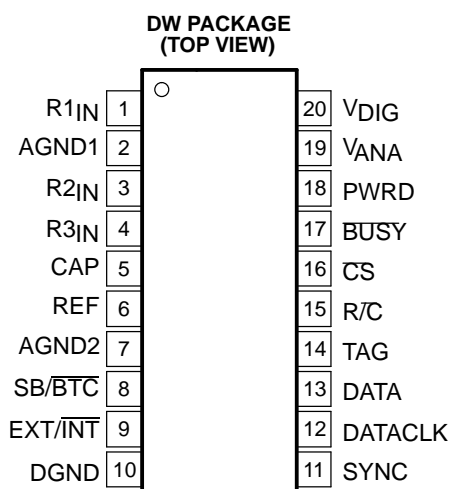 DW PACKAGE
(TOP VIEW)
R1IN 1 20 VDIG
AGND1 2 19 VANA
R2IN 3 18 PWRD
R3IN 4 17 BUSY
CAP 5 16 CS
REF 6 15 R/C
AGND2 7 14 TAG
SB/BTC 8 13 DATA
EXT/INT 9 12 DATACLK
DGND 10 11 SYNC